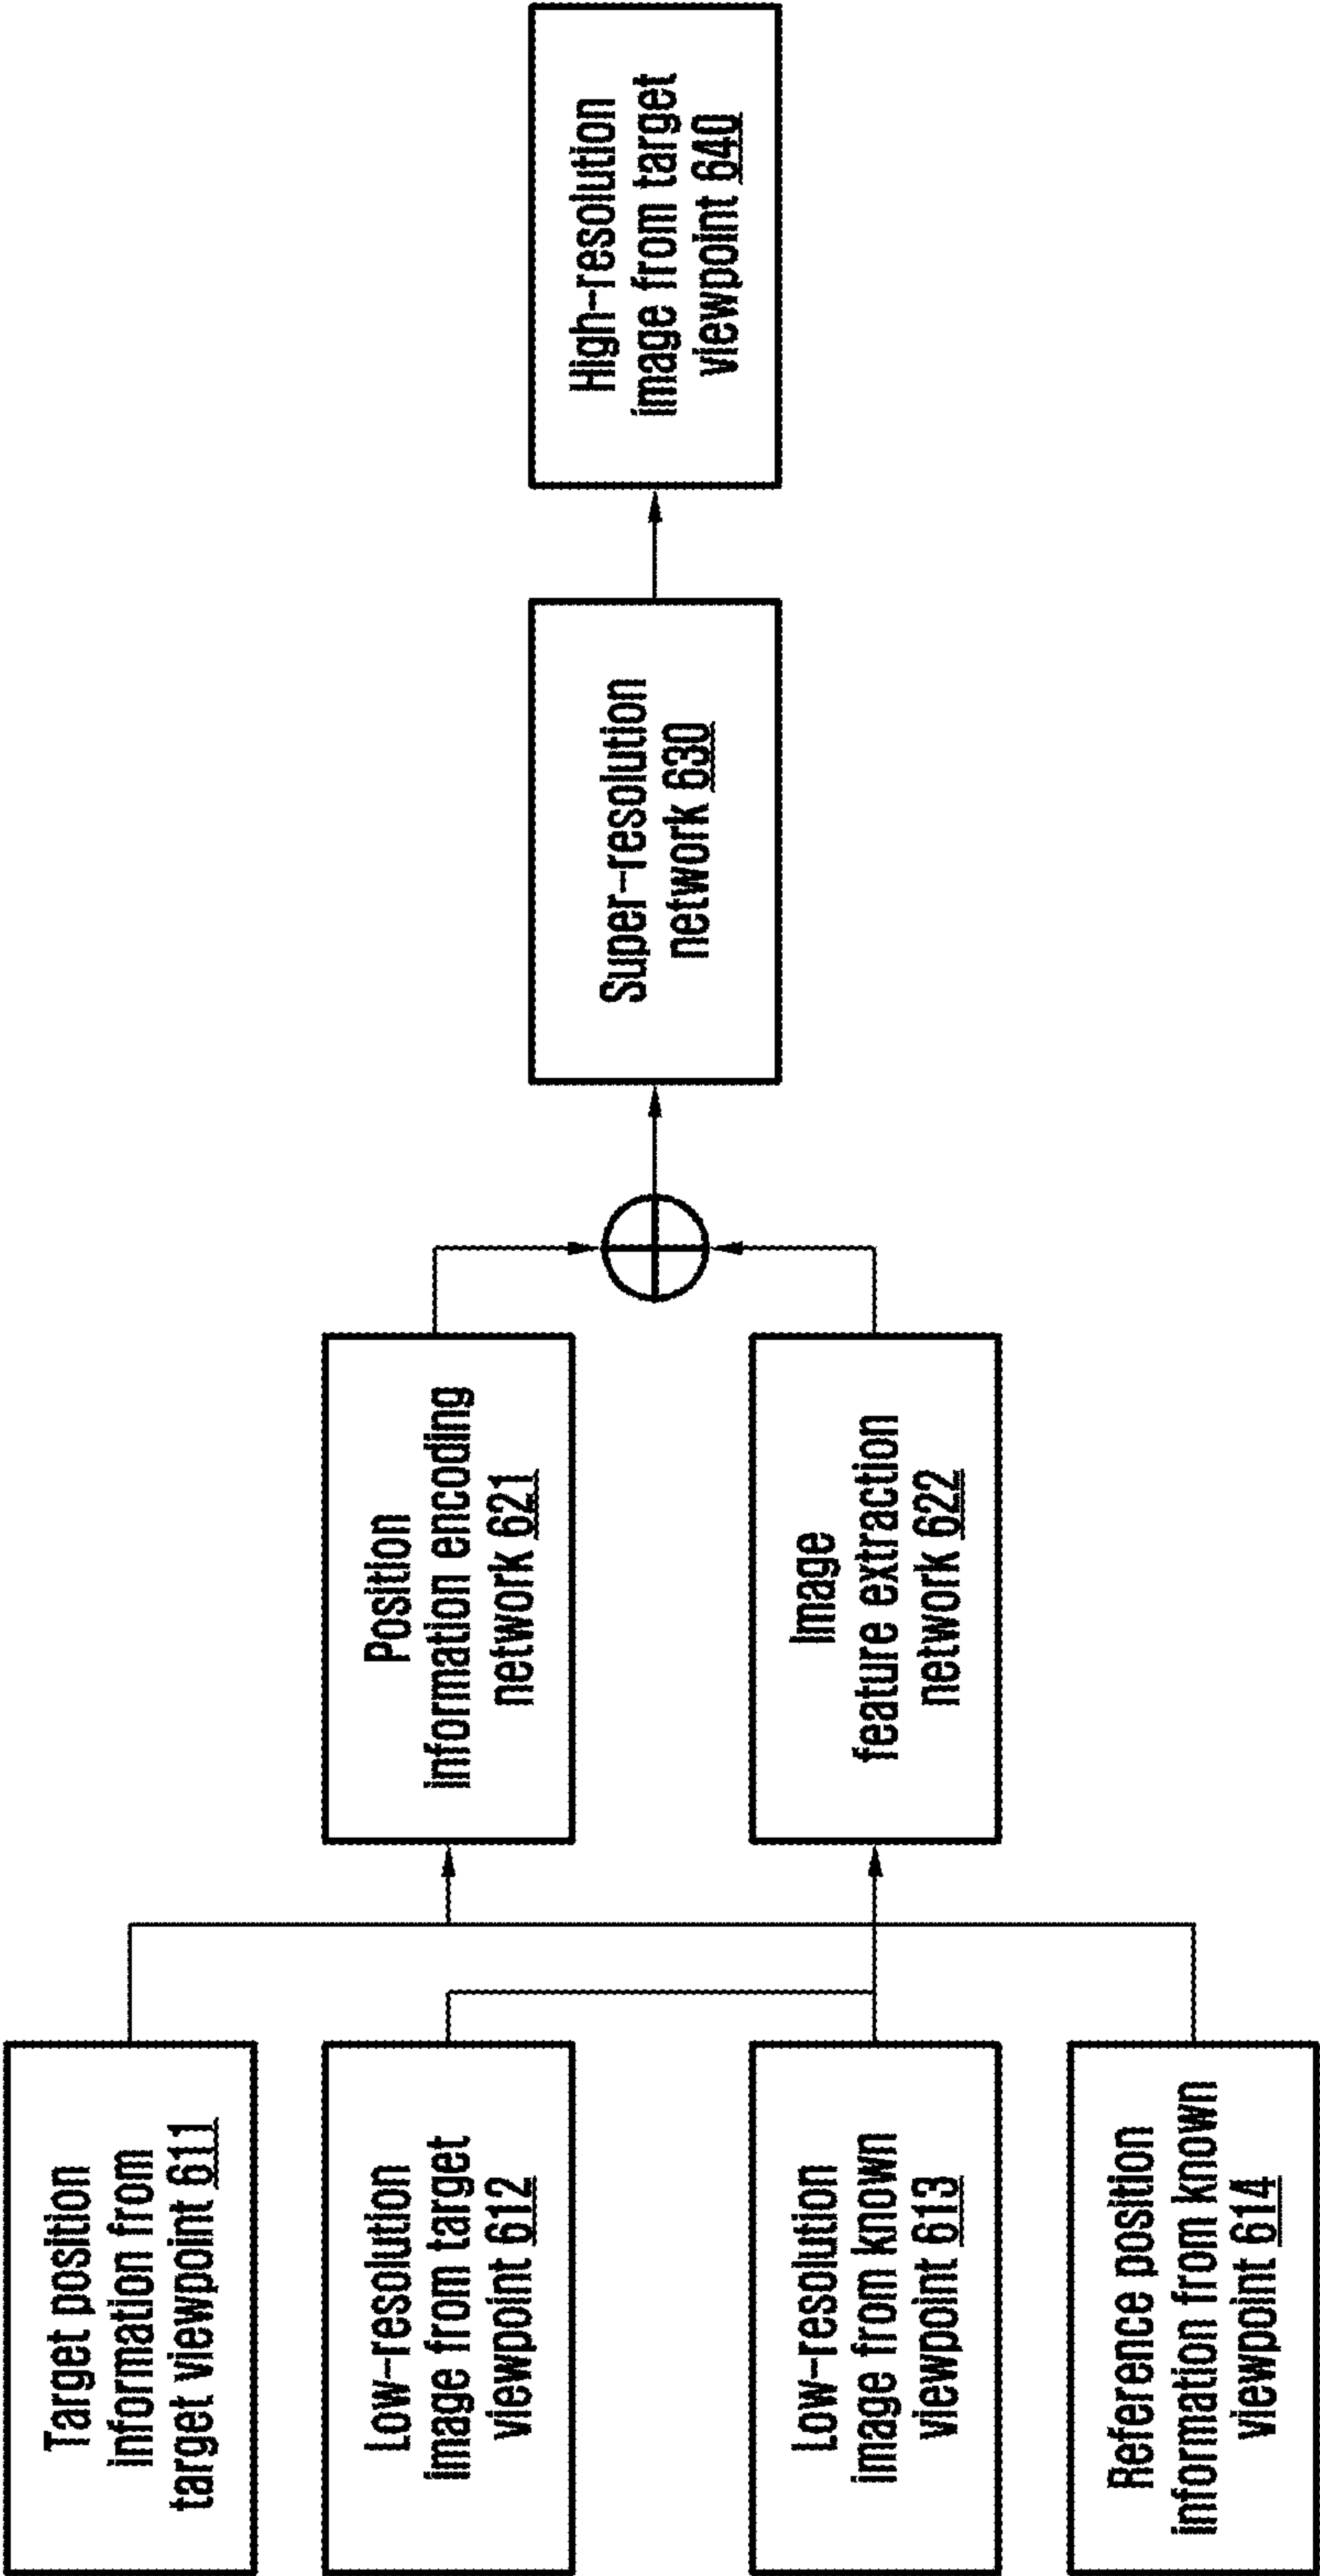 Target position
information from
target viewpoint 611
Low-resolution
image from target
viewpoint 612
Low-resolution
image from known
viewpoint 613
Reference position
information from known
viewpoint 614
Position
information encoding
network 621
Image
feature extraction
network 622
Super-resolution
network 630
High-resolution
image from target
viewpoint 640